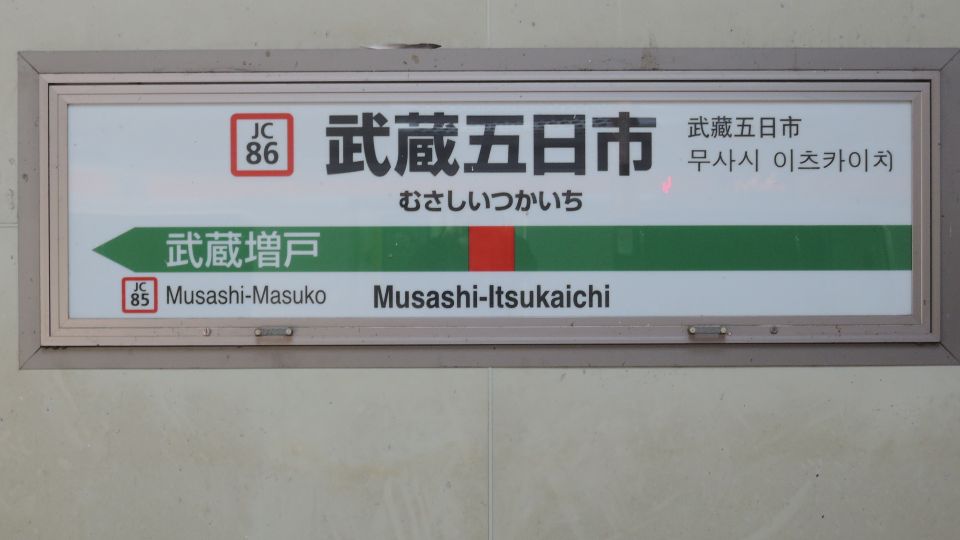 JC
86
武蔵五日市
むさしいつかいち
武藏五日市
무사시 이츠카이치
武蔵増戸
JC
85
Musashi-Masuko
Musashi-Itsukaichi